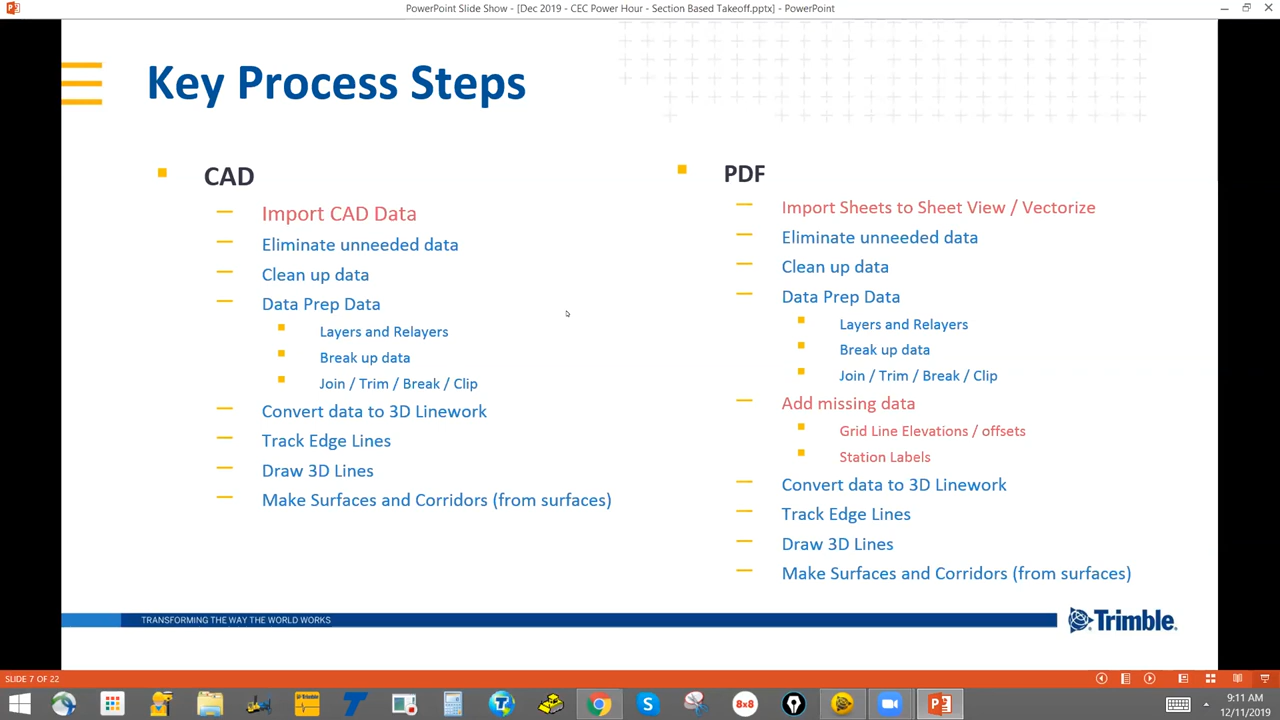 PowerPoint Slide Show - [Dec 2019 - CEC Power Hour - Section Based Takeoff.pptx] - PowerPoint
Key Process Steps
CAD
Import CAD Data
Eliminate unneeded data
Clean up data
Data Prep Data
Layers and Relayers
Break up data
Join / Trim / Break / Clip
Convert data to 3D Linework
Track Edge Lines
Draw 3D Lines
Make Surfaces and Corridors (from surfaces)
PDF
Import Sheets to Sheet View / Vectorize
Eliminate unneeded data
Clean up data
Data Prep Data
Layers and Relayers
Break up data
Join / Trim / Break / Clip
Add missing data
Grid Line Elevations / offsets
Station Labels
Convert data to 3D Linework
Track Edge Lines
Draw 3D Lines
Make Surfaces and Corridors (from surfaces)
TRANSFORMING THE WAY THE WORLD WORKS
Trimble
SLIDE 7 OF 22
8x8
9:11 AM
12/11/2019